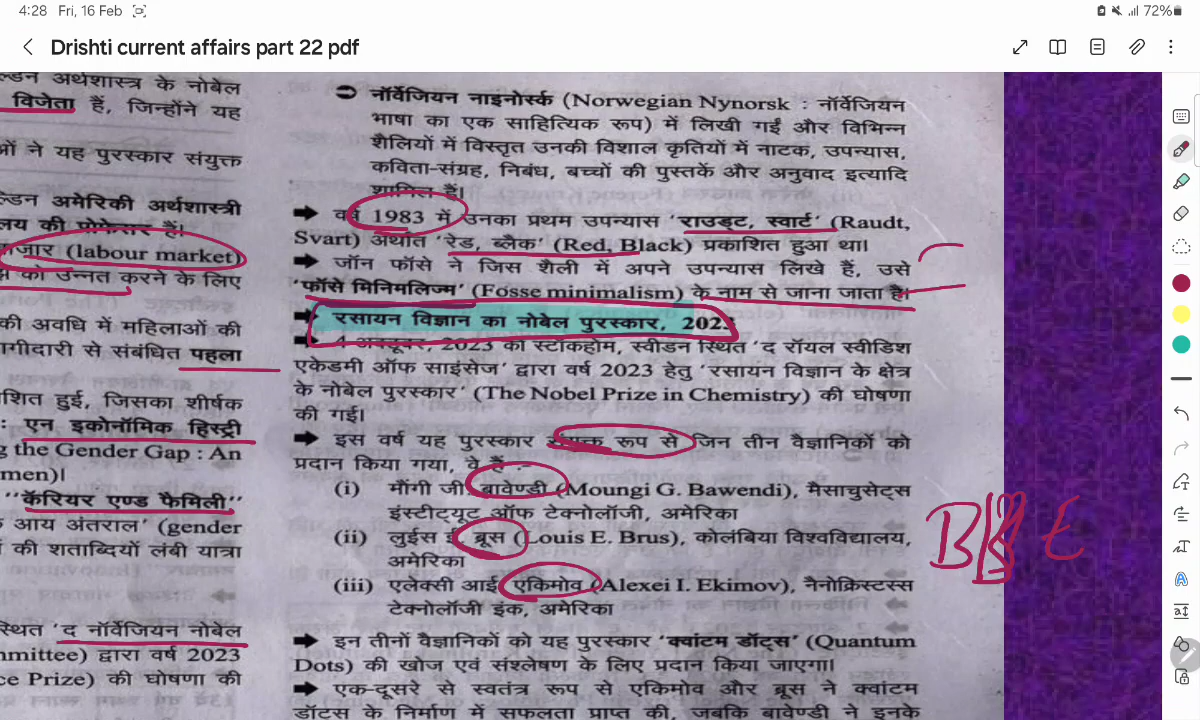 4:28 Fri, 16 Feb
72%
Drishti current affairs part 22 pdf
ल्डन अर्थशास्त्र के नोबेल
विजेता हैं, जिन्होंने यह
ओं ने यह पुरस्कार संयुक्त
ल्डन अमेरिकी अर्थशास्त्री
लय की प्रोफेसर हैं।
(labour market)
को उन्नत करने के लिए
की अवधि में महिलाओं की
गीदारी से संबंधित पहला
शित हुई, जिसका शीर्षक
: एन इकोनॉमिक हिस्ट्री
g the Gender Gap : An
men)।
"कॅरियर एण्ड फैमिली"
आय अंतराल' (gender
की शताब्दियों लंबी यात्रा
स्थित 'द नॉर्वेजियन नोबेल
mmittee) द्वारा वर्ष 2023
ce Prize) की घोषणा की
नॉर्वेजियन नाइनोर्स्क (Norwegian Nynorsk : नॉर्वेजियन
भाषा का एक साहित्यिक रूप) में लिखी गईं और विभिन्न
शैलियों में विस्तृत उनकी विशाल कृतियों में नाटक, उपन्यास,
कविता-संग्रह, निबंध, बच्चों की पुस्तकें और अनुवाद इत्यादि
शामिल हैं।
➡ वर्ष 1983 में उनका प्रथम उपन्यास 'राउड्ट, स्वार्ट' (Raudt,
Svart) अर्थात 'रेड, ब्लैक' (Red, Black) प्रकाशित हुआ था।
➡ जॉन फॉसे ने जिस शैली में अपने उपन्यास लिखे हैं, उसे
'फॉसे मिनिमलिज्म' (Fosse minimalism) के नाम से जाना जाता है।
➡ रसायन विज्ञान का नोबेल पुरस्कार, 202
➡ 4 अक्टूबर, 2023 को स्टॉकहोम, स्वीडन स्थित 'द रॉयल स्वीडिश
एकेडमी ऑफ साइंसेज' द्वारा वर्ष 2023 हेतु 'रसायन विज्ञान के क्षेत्र
के नोबेल पुरस्कार' (The Nobel Prize in Chemistry) की घोषणा
की गई।
➡ इस वर्ष यह पुरस्कार रूप से जिन तीन वैज्ञानिकों को
प्रदान किया गया, वे हैं :-
(i) मौंगी जी. बावेण्डी (Moungi G. Bawendi), मैसाचुसेट्स
इंस्टीट्यूट ऑफ टेक्नोलॉजी, अमेरिका
(ii) लुईस ई. ब्रूस (Louis E. Brus), कोलंबिया विश्वविद्यालय,
अमेरिका
(iii) एलेक्सी आई. एकिमोव (Alexei I. Ekimov), नैनोक्रिस्टल्स
टेक्नोलॉजी इंक, अमेरिका
➡ इन तीनों वैज्ञानिकों को यह पुरस्कार 'क्वांटम डॉट्स' (Quantum
Dots) की खोज एवं संश्लेषण के लिए प्रदान किया जाएगा।
➡ एक-दूसरे से स्वतंत्र रूप से एकिमोव और ब्रूस ने क्वांटम
डॉट्स के निर्माण में सफलता प्राप्त की, जबकि बावेण्डी ने इनके
B B E